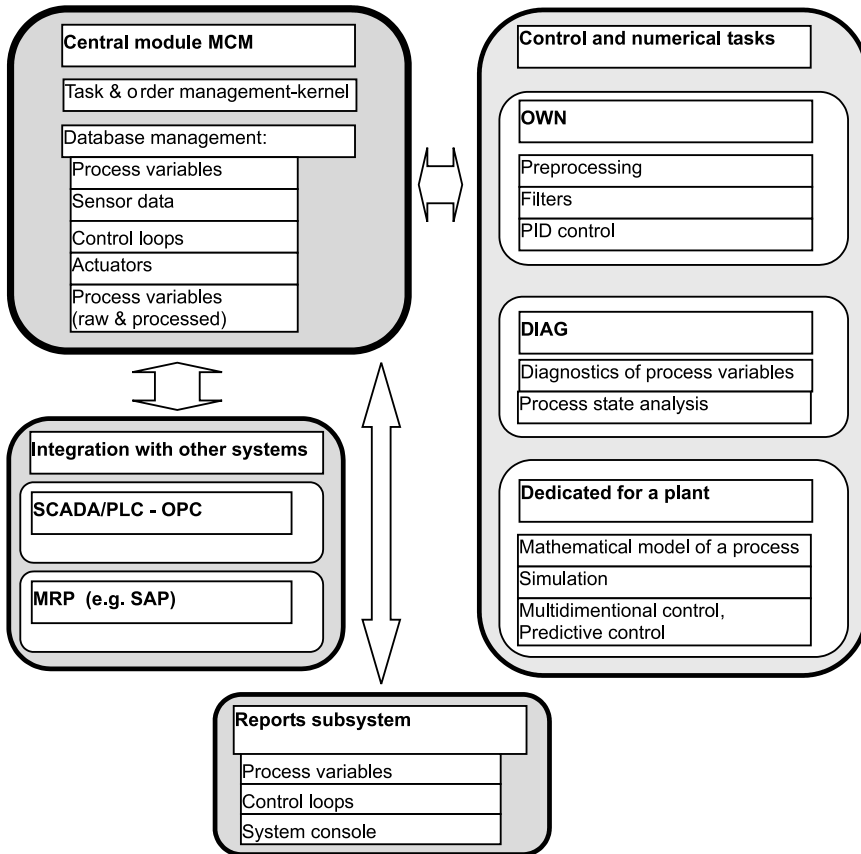 Central module MCM
Task & order management-kernel
Database management:
Process variables
Sensor data
Control loops
Actuators
Process variables
(raw & processed)
Control and numerical tasks
OWN
Preprocessing
Filters
PID control
DIAG
Diagnostics of process variables
Process state analysis
Dedicated for a plant
Mathematical model of a process
Simulation
Multidimentional control,
Predictive control
Integration with other systems
SCADA/PLC - OPC
MRP (e.g. SAP)
Reports subsystem
Process variables
Control loops
System console